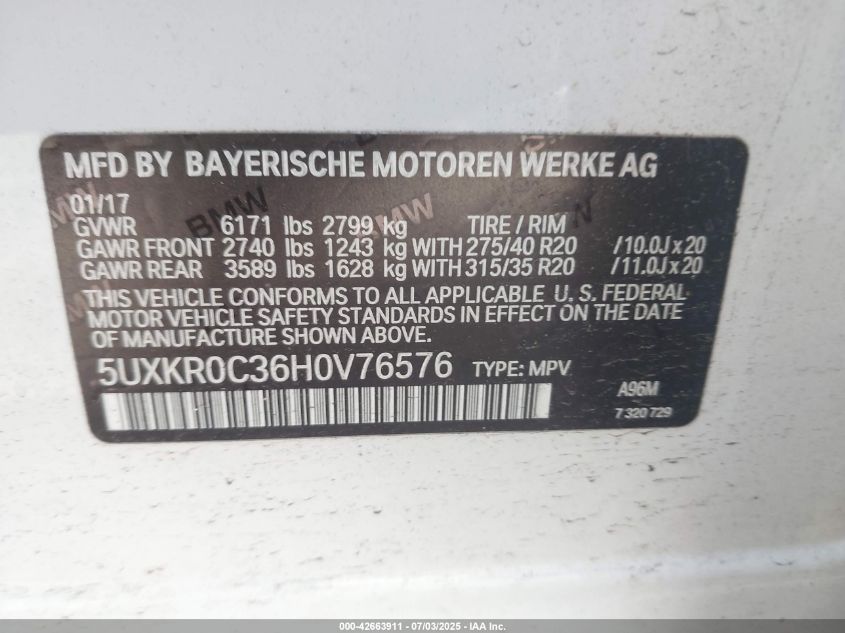 MFD BY BAYERISCHE MOTOREN WERKE AG
01/17
GVWR 6171 lbs 2799 kg TIRE / RIM
GAWR FRONT 2740 lbs 1243 kg WITH 275/40 R20 /10.0J x 20
GAWR REAR 3589 lbs 1628 kg WITH 315/35 R20 /11.0J x 20
THIS VEHICLE CONFORMS TO ALL APPLICABLE U. S. FEDERAL
MOTOR VEHICLE SAFETY STANDARDS IN EFFECT ON THE DATE
OF MANUFACTURE SHOWN ABOVE.
5UXKR0C36H0V76576 TYPE: MPV
A96M
7 320 729
000-42663911 - 07/03/2025 - IAA Inc.